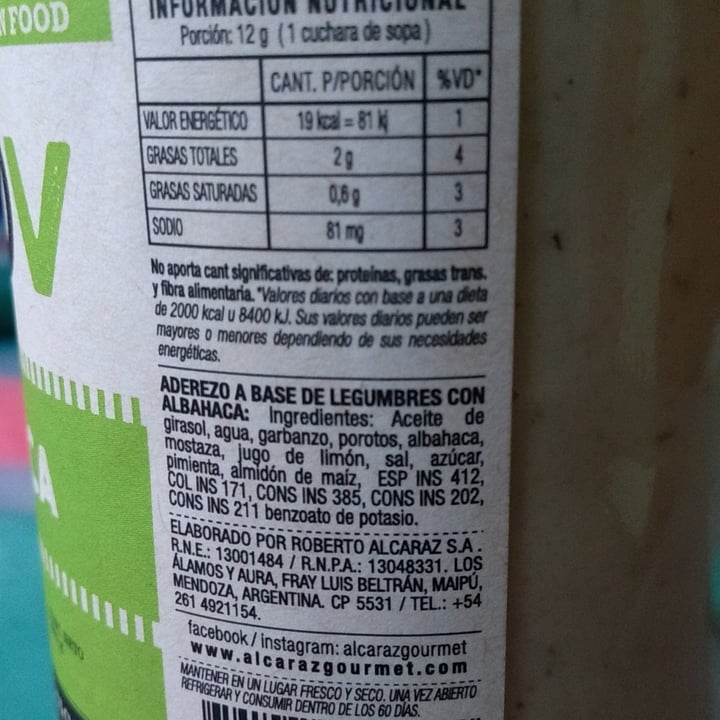 FOOD
V
CA
INFORMACIÓN NUTRICIONAL
Porción: 12 g (1 cuchara de sopa)
CANT. P/PORCIÓN %VD*
VALOR ENERGÉTICO 19 kcal = 81 kj 1
GRASAS TOTALES 2 g 4
GRASAS SATURADAS 0,6 g 3
SODIO 81 mg 3
No aporta cant significativas de: proteinas, grasas trans.
y fibra alimentaria. *Valores diarios con base a una dieta
de 2000 kcal u 8400 kJ. Sus valores diarios pueden ser
mayores o menores dependiendo de sus necesidades
energéticas.
ADEREZO A BASE DE LEGUMBRES CON
ALBAHACA: Ingredientes: Aceite de
girasol, agua, garbanzo, porotos, albahaca,
mostaza, jugo de limón, sal, azúcar,
pimienta, almidón de maíz, ESP INS 412,
COL INS 171, CONS INS 385, CONS INS 202,
CONS INS 211 benzoato de potasio.
ELABORADO POR ROBERTO ALCARAZ S.A.
R.N.E.: 13001484 / R.N.P.A.: 13048331. LOS
ÁLAMOS Y AURA, FRAY LUIS BELTRÁN, MAIPÚ,
MENDOZA, ARGENTINA. CP 5531 / TEL.: +54
261 4921154.
facebook / instagram: alcarazgourmet
www.alcarazgourmet.com
MANTENER EN UN LUGAR FRESCO Y SECO. UNA VEZ ABIERTO
REFRIGERAR Y CONSUMIR DENTRO DE LOS 60 DÍAS.